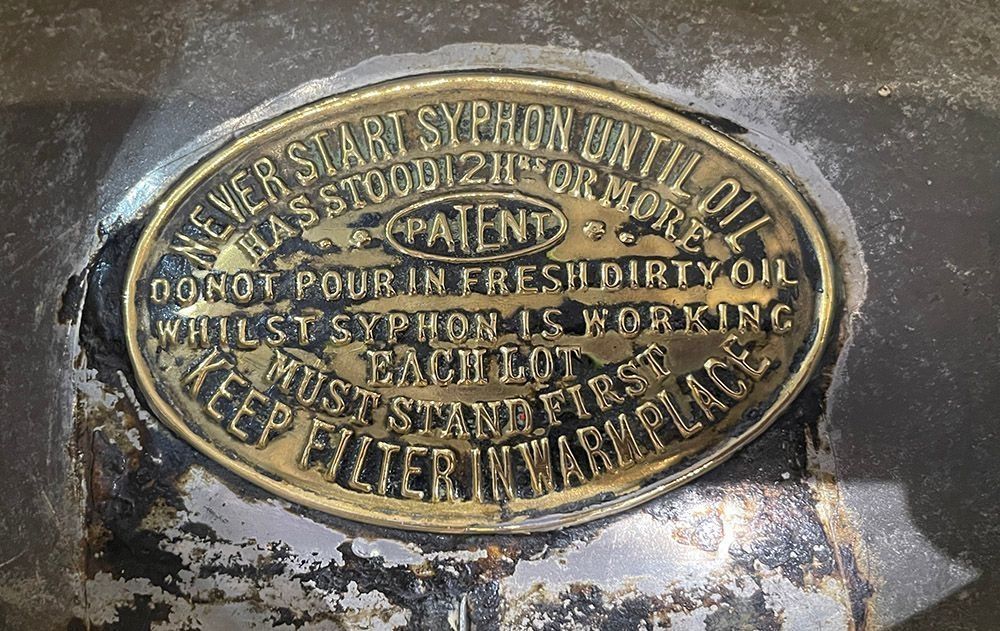 NEVER START SYPHON UNTIL OIL
HAS STOOD 12 HRS OR MORE
PATENT
DO NOT POUR IN FRESH DIRTY OIL
WHILST SYPHON IS WORKING
EACH LOT
MUST STAND FIRST
KEEP FILTER IN WARM PLACE